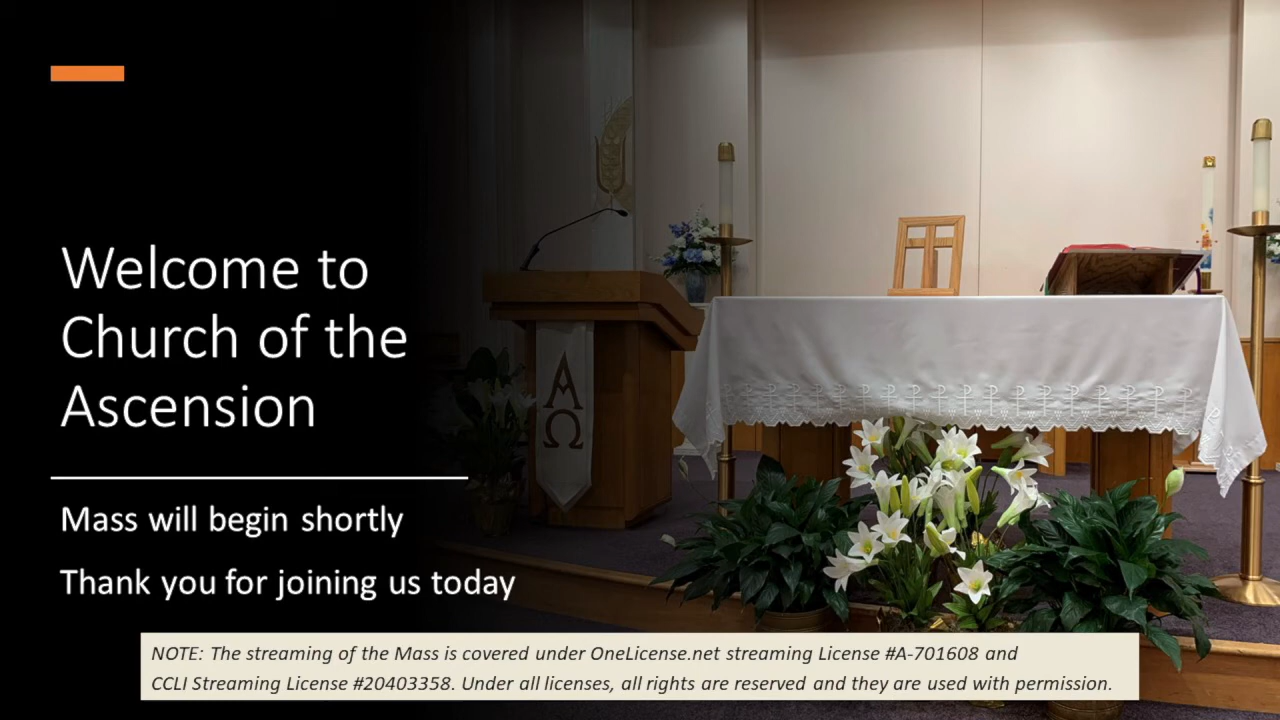 Welcome to
Church of the
Ascension
Mass will begin shortly
Thank you for joining us today
Α
Ω
NOTE: The streaming of the Mass is covered under OneLicense.net streaming License #A-701608 and
CCLI Streaming License #20403358. Under all licenses, all rights are reserved and they are used with permission.